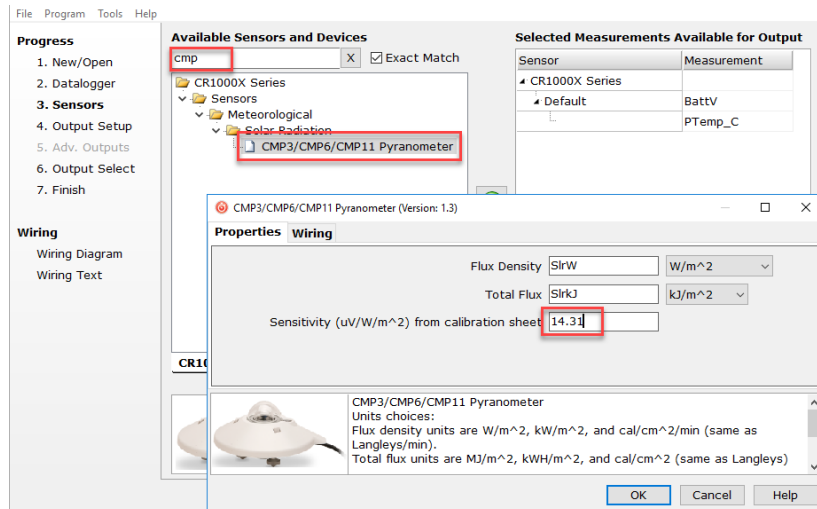 File Program Tools Help
Progress
1. New/Open
2. Datalogger
3. Sensors
4. Output Setup
5. Adv. Outputs
6. Output Select
7. Finish
Wiring
Wiring Diagram
Wiring Text
Available Sensors and Devices
cmp X Exact Match
CR1000X Series
Sensors
Meteorological
Solar Radiation
CMP3/CMP6/CMP11 Pyranometer
Selected Measurements Available for Output
Sensor Measurement
CR1000X Series
Default BattV
PTemp_C
CMP3/CMP6/CMP11 Pyranometer (Version: 1.3)
Properties Wiring
Flux Density SlrW W/m^2
Total Flux SlrkJ kJ/m^2
Sensitivity (uV/W/m^2) from calibration sheet 14.31
CMP3/CMP6/CMP11 Pyranometer
Units choices:
Flux density units are W/m^2, kW/m^2, and cal/cm^2/min (same as
Langleys/min).
Total flux units are MJ/m^2, kWH/m^2, and cal/cm^2 (same as Langleys)
OK Cancel Help